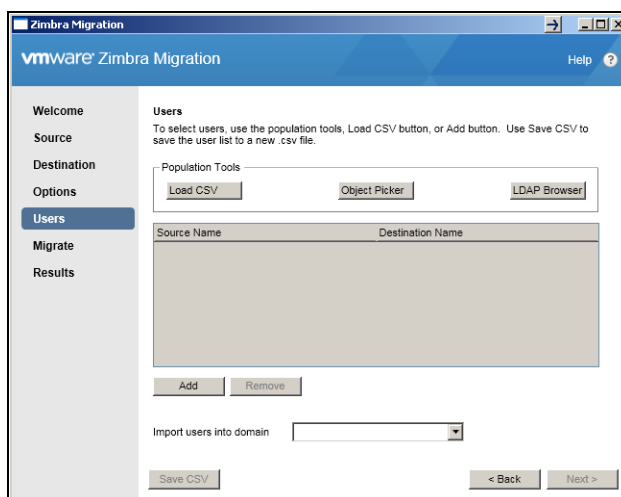 Zimbra Migration
vmware Zimbra Migration
Help ?
Welcome
Source
Destination
Options
Users
Migrate
Results
Users
To select users, use the population tools, Load CSV button, or Add button. Use Save CSV to
save the user list to a new .csv file.
Population Tools
Load CSV Object Picker LDAP Browser
Source Name Destination Name
Add Remove
Import users into domain
Save CSV < Back Next >